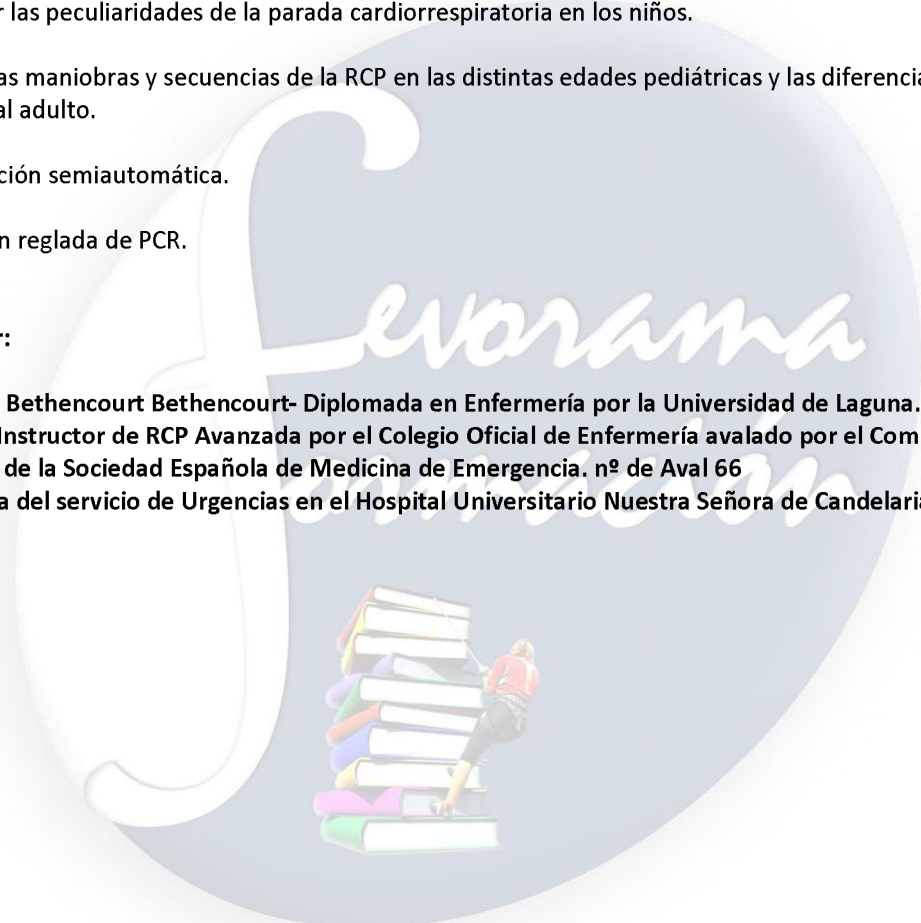 r las peculiaridades de la parada cardiorrespiratoria en los niños.
as maniobras y secuencias de la RCP en las distintas edades pediátricas y las diferencia
al adulto.
ción semiautomática.
n reglada de PCR.
r:
Bethencourt Bethencourt- Diplomada en Enfermería por la Universidad de Laguna.
Instructor de RCP Avanzada por el Colegio Oficial de Enfermería avalado por el Com
de la Sociedad Española de Medicina de Emergencia. nº de Aval 66
a del servicio de Urgencias en el Hospital Universitario Nuestra Señora de Candelaria
fevorama
formación